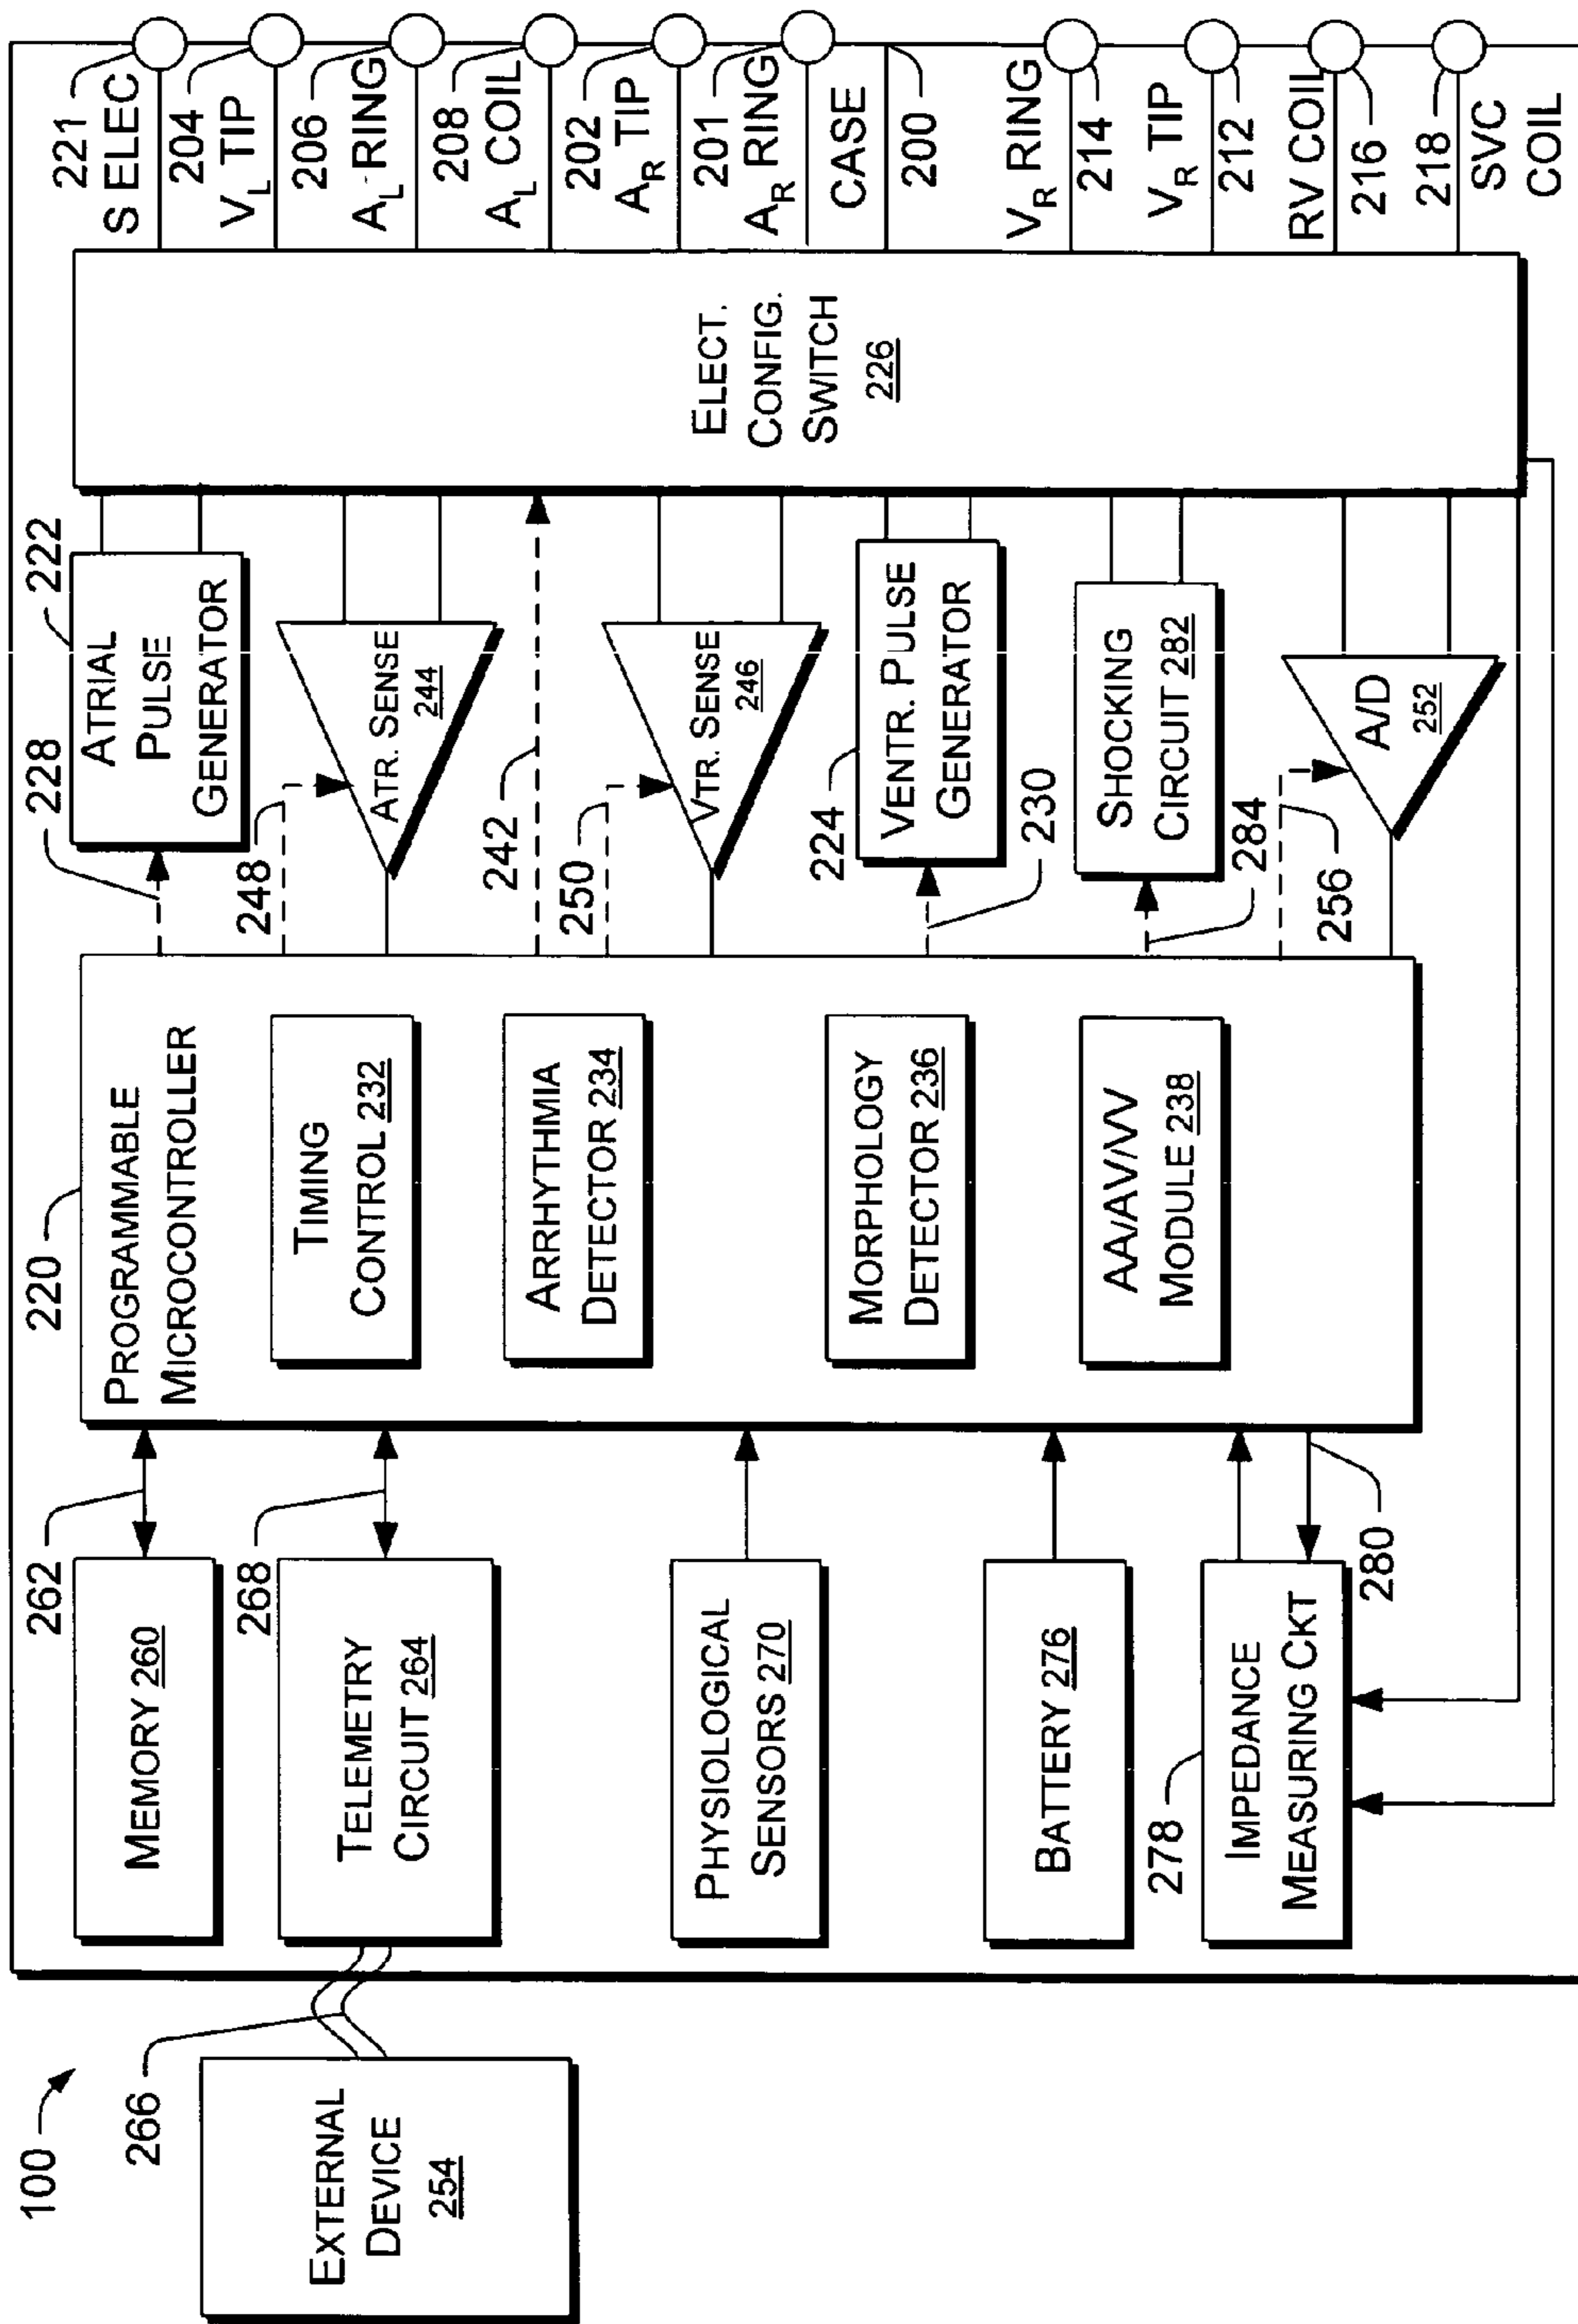 100
EXTERNAL
DEVICE
254
266
262
MEMORY 260
268
TELEMETRY
CIRCUIT 264
PHYSIOLOGICAL
SENSORS 270
BATTERY 276
278
IMPEDANCE
MEASURING CKT
280
220
PROGRAMMABLE
MICROCONTROLLER
TIMING
CONTROL 232
ARRHYTHMIA
DETECTOR 234
MORPHOLOGY
DETECTOR 236
AA/AV/VV
MODULE 238
228
222
ATRIAL
PULSE
GENERATOR
248
ATR. SENSE
244
242
250
VTR. SENSE
246
224
VENTR. PULSE
GENERATOR
230
SHOCKING
CIRCUIT 282
284
256
A/D
252
ELECT.
CONFIG.
SWITCH
226
221
S ELEC
204
VL TIP
206
AL RING
208
AL COIL
202
AR TIP
201
AR RING
CASE
200
VR RING
214
VR TIP
212
RV COIL
216
218
SVC
COIL